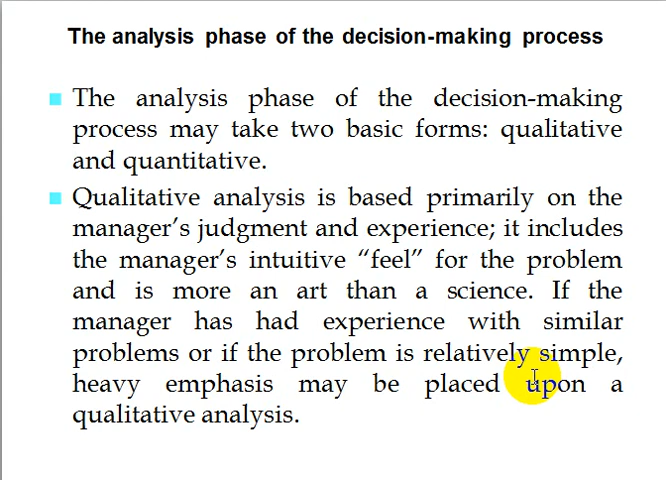 The analysis phase of the decision-making process
The analysis phase of the decision-making
process may take two basic forms: qualitative
and quantitative.
Qualitative analysis is based primarily on the
manager’s judgment and experience; it includes
the manager’s intuitive “feel” for the problem
and is more an art than a science. If the
manager has had experience with similar
problems or if the problem is relatively simple,
heavy emphasis may be placed upon a
qualitative analysis.